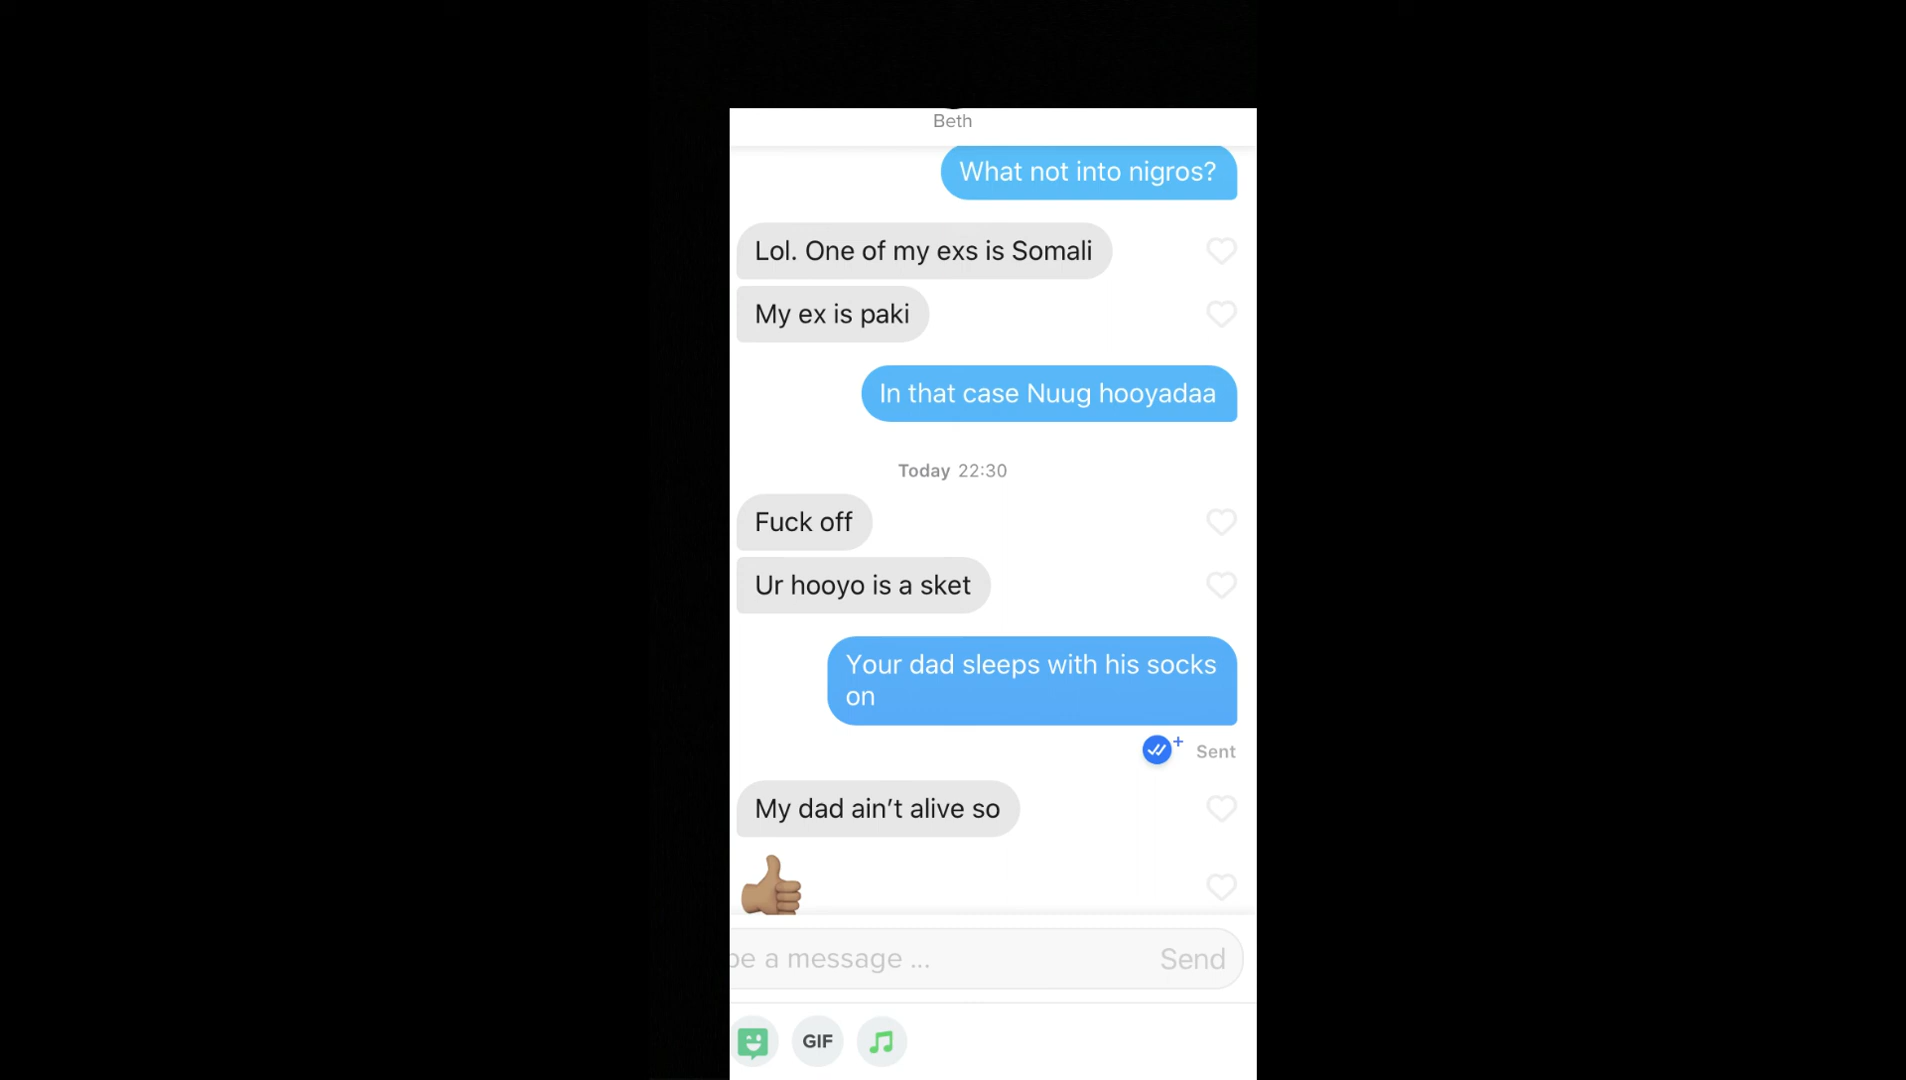 Beth
What not into nigros?
Lol. One of my exs is Somali
My ex is paki
In that case Nuug hooyadaa
Today 22:30
Fuck off
Ur hooyo is a sket
Your dad sleeps with his socks
on
Sent
My dad ain't alive so
be a message ...
Send
GIF